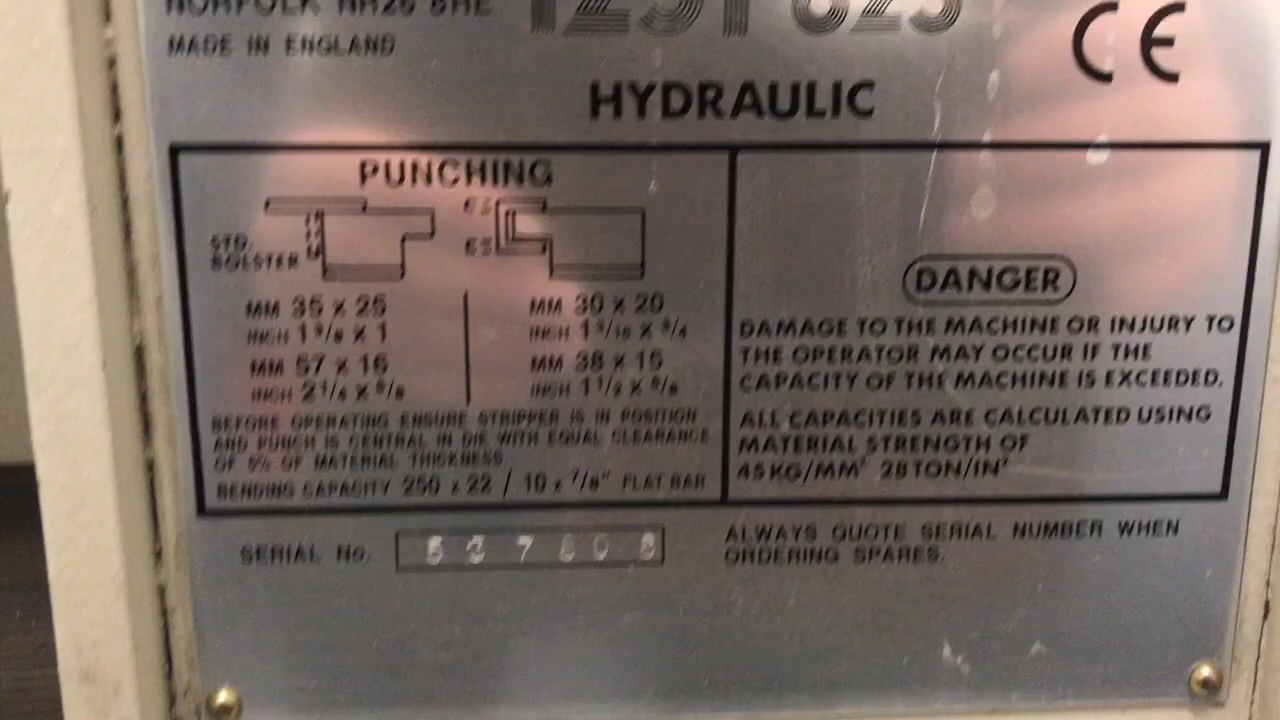 MADE IN ENGLAND
CE
HYDRAULIC
PUNCHING
STD.
BOLSTER
MM 35 x 25
INCH 1 3/8 x 1
MM 57 x 16
INCH 2 1/4 x 5/8
MM 30 x 20
INCH 1 3/16 x 3/4
MM 38 x 15
INCH 1 1/2 x 5/8
BEFORE OPERATING ENSURE STRIPPER IS IN POSITION
AND PUNCH IS CENTRAL IN DIE WITH EQUAL CLEARANCE
OF 5% OF MATERIAL THICKNESS.
BENDING CAPACITY 250 x 22 / 10 x 7/8" FLAT BAR
DANGER
DAMAGE TO THE MACHINE OR INJURY TO
THE OPERATOR MAY OCCUR IF THE
CAPACITY OF THE MACHINE IS EXCEEDED.
ALL CAPACITIES ARE CALCULATED USING
MATERIAL STRENGTH OF
45KG/MM² 28TON/IN²
SERIAL No.
ALWAYS QUOTE SERIAL NUMBER WHEN
ORDERING SPARES.